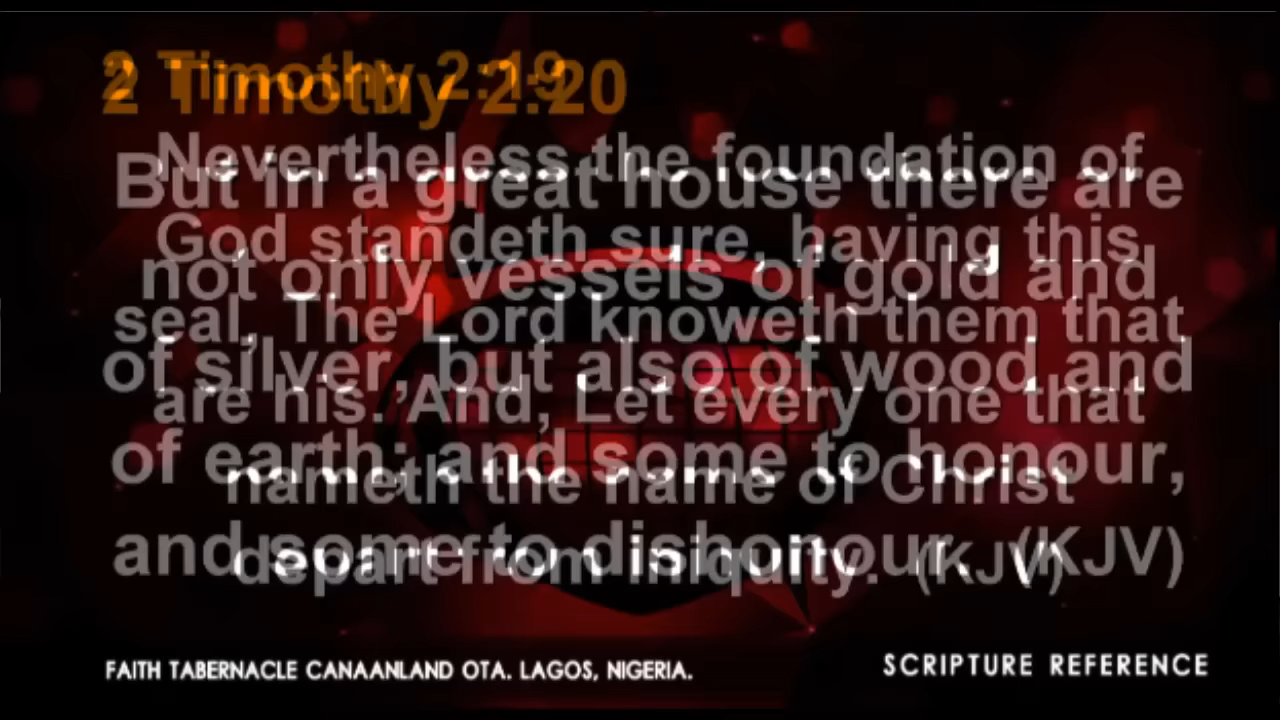 2 Timothy 2:19
Nevertheless the foundation of
God standeth sure, having this
seal, The Lord knoweth them that
are his. And, Let every one that
nameth the name of Christ
depart from iniquity. (KJV)
2 Timothy 2:20
But in a great house there are
not only vessels of gold and
of silver, but also of wood and
of earth; and some to honour,
and some to dishonour. (KJV)
FAITH TABERNACLE CANAANLAND OTA. LAGOS, NIGERIA.
SCRIPTURE REFERENCE